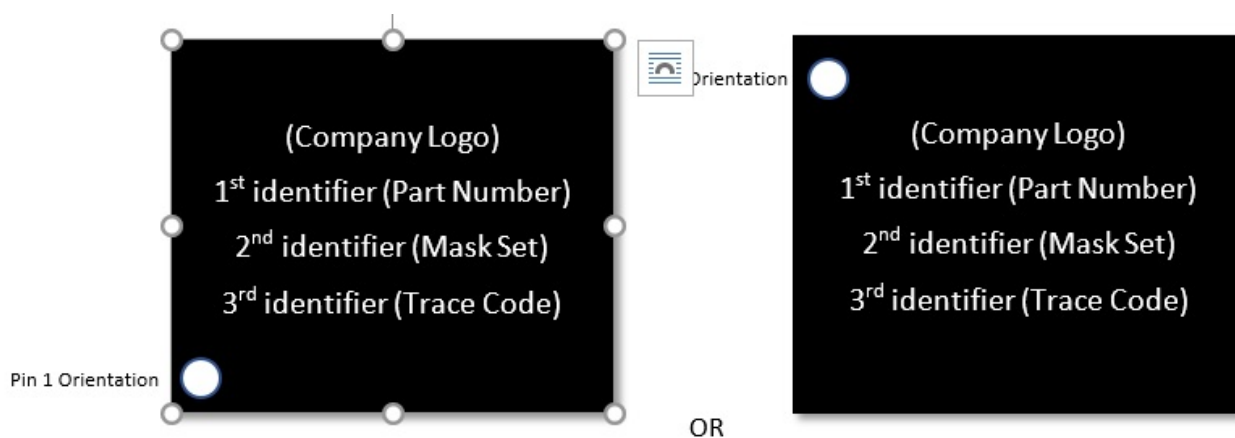 (Company Logo)
1st identifier (Part Number)
2nd identifier (Mask Set)
3rd identifier (Trace Code)
Pin 1 Orientation
OR
Orientation
(Company Logo)
1st identifier (Part Number)
2nd identifier (Mask Set)
3rd identifier (Trace Code)